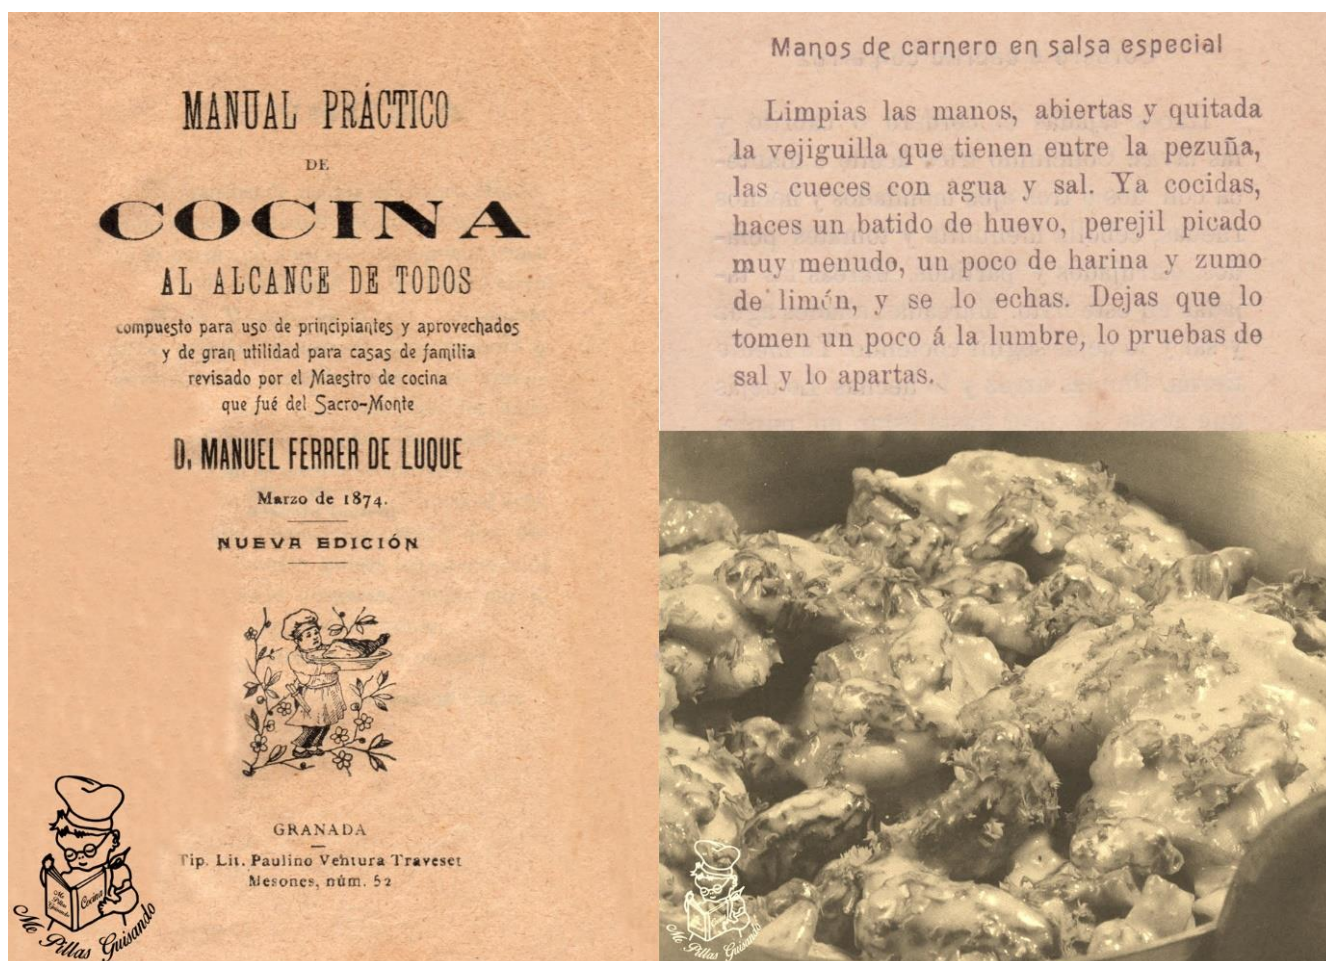 MANUAL PRÁCTICO
DE
COCINA
AL ALCANCE DE TODOS
compuesto para uso de principiantes y aprovechados
y de gran utilidad para casas de familia
revisado por el Maestro de cocina
que fué del Sacro-Monte
D. MANUEL FERRER DE LUQUE
Marzo de 1874.
NUEVA EDICIÓN
GRANADA
Tip. Lit. Paulino Ventura Traveset
Mesones, núm. 52
Me Pillas Guisando
Cocina
Me Pillas Guisando
Manos de carnero en salsa especial
Limpias las manos, abiertas y quitada
la vejiguilla que tienen entre la pezuña,
las cueces con agua y sal. Ya cocidas,
haces un batido de huevo, perejil picado
muy menudo, un poco de harina y zumo
de limón, y se lo echas. Dejas que lo
tomen un poco á la lumbre, lo pruebas de
sal y lo apartas.
Me Pillas Guisando